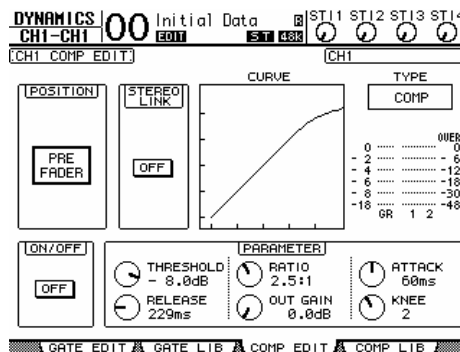 DYNAMICS
CH1-CH1
00 Initial Data
EDIT
ST 48K
ST1 ST2 ST3 ST4
CH1 COMP EDIT
CH1
POSITION
PRE
FADER
STEREO
LINK
OFF
CURVE
TYPE
COMP
OVER
0 0
- 2 - 6
- 4 -12
- 6 -18
- 8 -30
-18 -48
GR 1 2
ON/OFF
OFF
PARAMETER
THRESHOLD
- 8.0dB
RATIO
2.5:1
ATTACK
60ms
RELEASE
229ms
OUT GAIN
0.0dB
KNEE
2
GATE EDIT
GATE LIB
COMP EDIT
COMP LIB